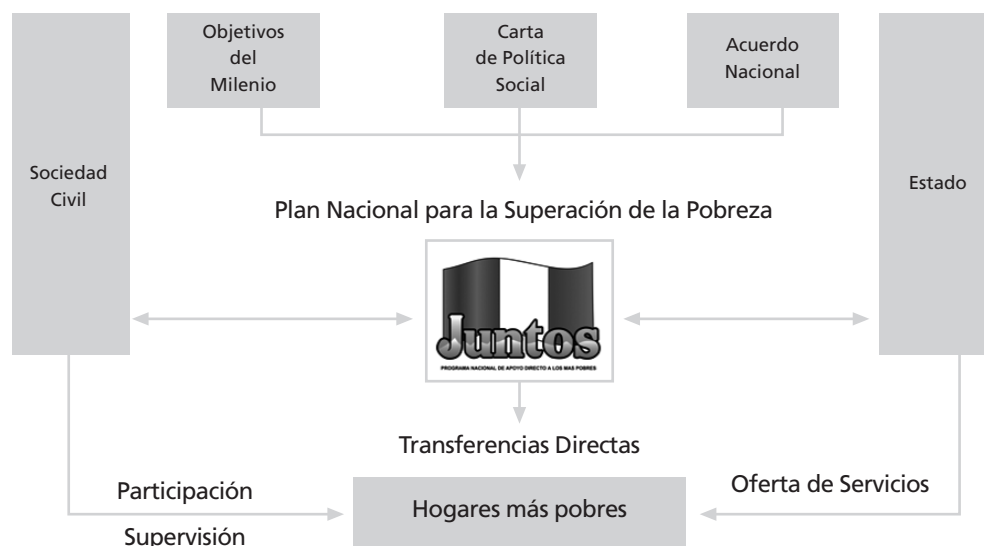 Objetivos
del
Milenio
Carta
de Política
Social
Acuerdo
Nacional
Sociedad
Civil
Estado
Plan Nacional para la Superación de la Pobreza
Juntos
PROGRAMA NACIONAL DE APOYO DIRECTO A LOS MAS POBRES
Transferencias Directas
Participación
Supervisión
Hogares más pobres
Oferta de Servicios